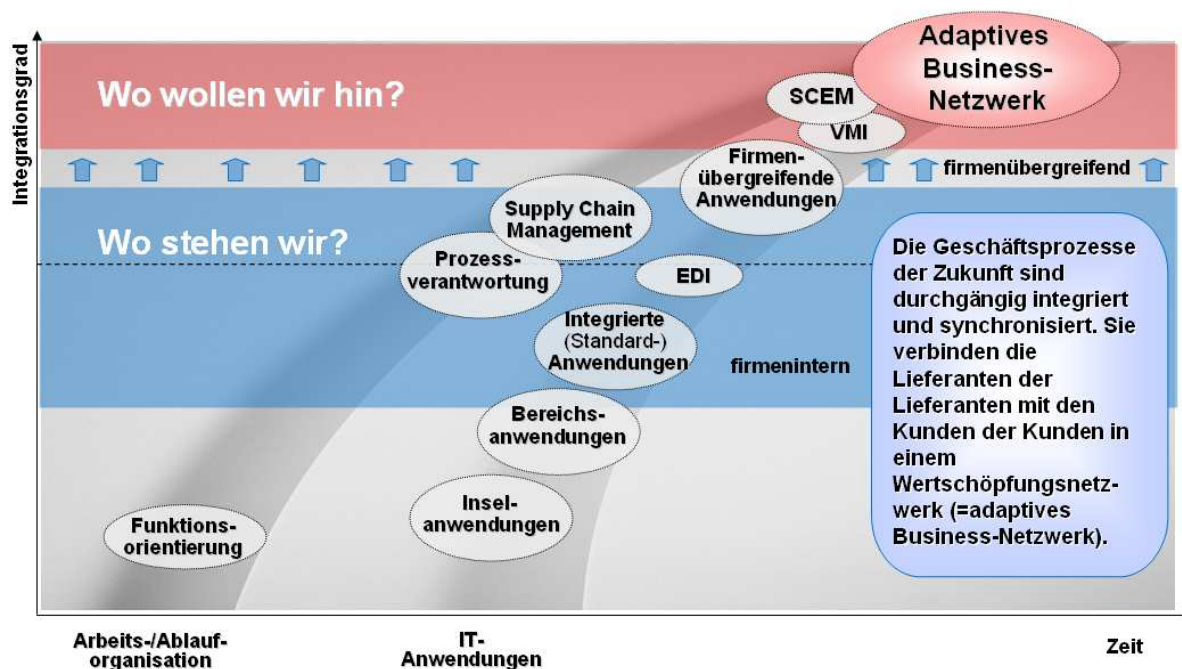 Integrationsgrad
Adaptives
Business-
Netzwerk
Wo wollen wir hin?
SCEM
VMI
Firmen-
übergreifende
Anwendungen
firmenübergreifend
Supply Chain
Management
Wo stehen wir?
Prozess-
verantwortung
EDI
Integrierte
(Standard-)
Anwendungen
firmenintern
Die Geschäftsprozesse
der Zukunft sind
durchgängig integriert
und synchronisiert. Sie
verbinden die
Lieferanten der
Lieferanten mit den
Kunden der Kunden in
einem
Wertschöpfungsnetz-
werk (=adaptives
Business-Netzwerk).
Bereichs-
anwendungen
Insel-
anwendungen
Funktions-
orientierung
Arbeits-/Ablauf-
organisation
IT-
Anwendungen
Zeit